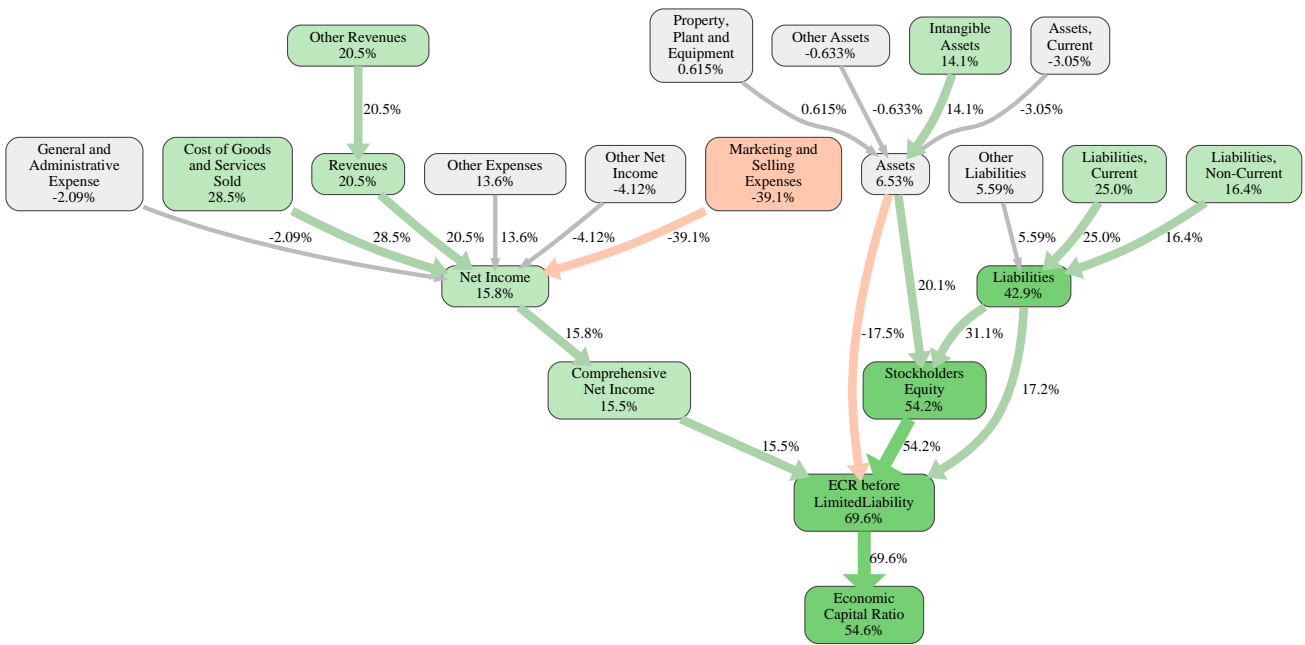 Property,
Plant and
Equipment
0.615%
Other Assets
-0.633%
Intangible
Assets
14.1%
Assets,
Current
-3.05%
Other Revenues
20.5%
20.5%
0.615%
-0.633%
14.1%
-3.05%
General and
Administrative
Expense
-2.09%
Cost of Goods
and Services
Sold
28.5%
Revenues
20.5%
Other Expenses
13.6%
Other Net
Income
-4.12%
Marketing and
Selling
Expenses
-39.1%
Assets
6.53%
Other
Liabilities
5.59%
Liabilities,
Current
25.0%
Liabilities,
Non-Current
16.4%
-2.09%
28.5%
20.5%
13.6%
-4.12%
-39.1%
5.59%
25.0%
16.4%
Net Income
15.8%
Liabilities
42.9%
20.1%
15.8%
-17.5%
31.1%
Comprehensive
Net Income
15.5%
Stockholders
Equity
54.2%
17.2%
15.5%
54.2%
ECR before
LimitedLiability
69.6%
69.6%
Economic
Capital Ratio
54.6%